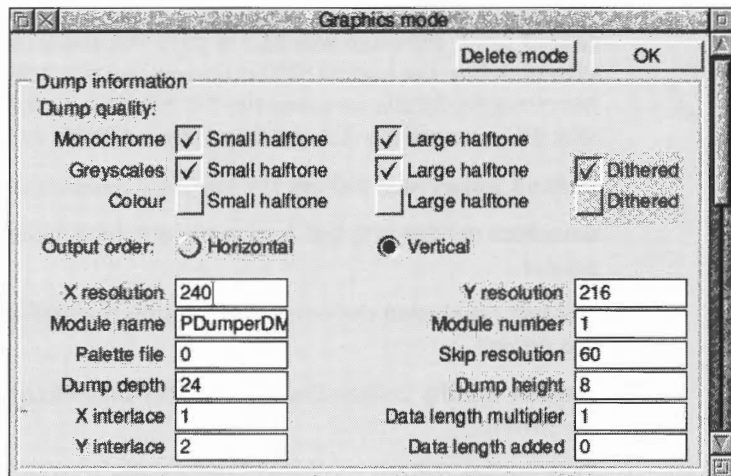 Graphics mode
Delete mode OK
Dump information
Dump quality:
Monochrome Small halftone Large halftone
Greyscales Small halftone Large halftone Dithered
Colour Small halftone Large halftone Dithered
Output order: Horizontal Vertical
X resolution 240 Y resolution 216
Module name PDumperDM Module number 1
Palette file 0 Skip resolution 60
Dump depth 24 Dump height 8
X interlace 1 Data length multiplier 1
Y interlace 2 Data length added 0